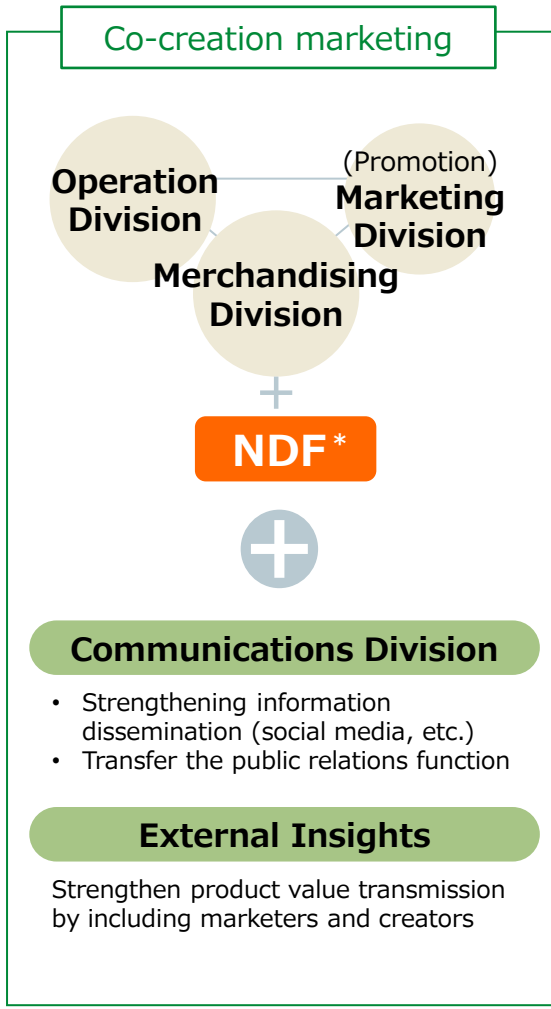 Co-creation marketing
Operation
Division
(Promotion)
Marketing
Division
Merchandising
Division
+
NDF*
+
Communications Division
• Strengthening information
dissemination (social media, etc.)
• Transfer the public relations function
External Insights
Strengthen product value transmission
by including marketers and creators